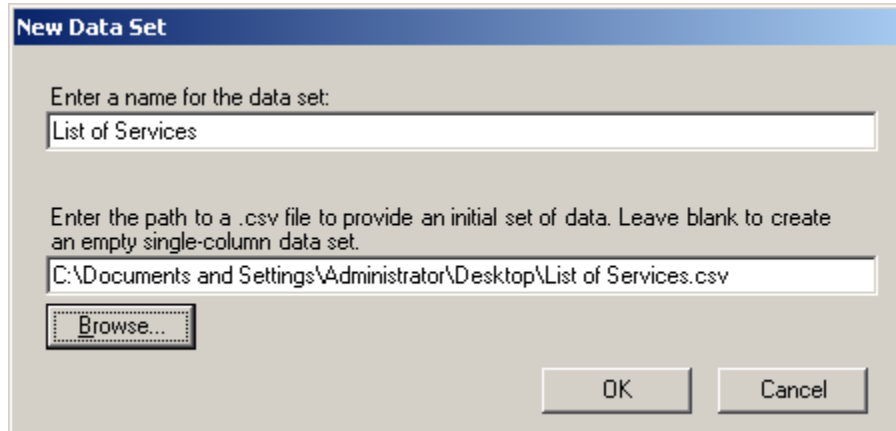 New Data Set
Enter a name for the data set:
List of Services
Enter the path to a .csv file to provide an initial set of data. Leave blank to create
an empty single-column data set.
C:\Documents and Settings\Administrator\Desktop\List of Services.csv
Browse...
OK
Cancel